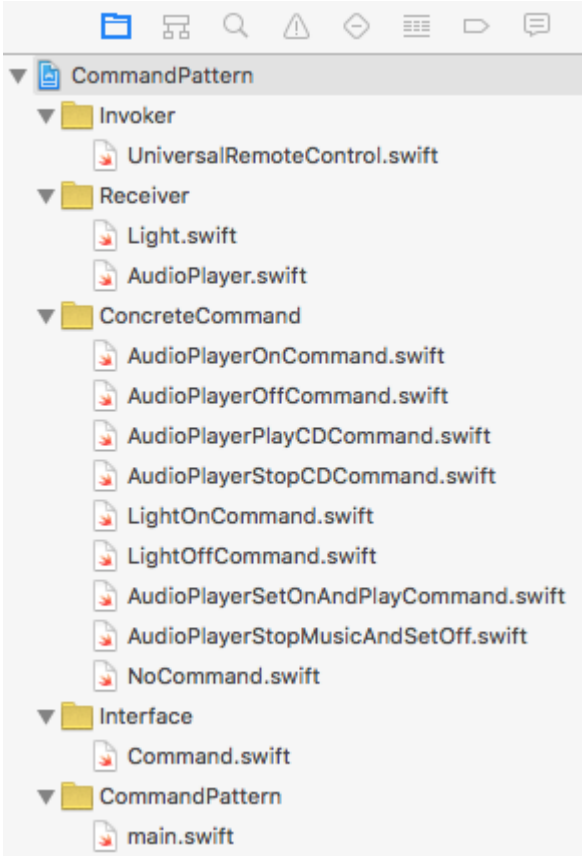 CommandPattern
Invoker
UniversalRemoteControl.swift
Receiver
Light.swift
AudioPlayer.swift
ConcreteCommand
AudioPlayerOnCommand.swift
AudioPlayerOffCommand.swift
AudioPlayerPlayCDCommand.swift
AudioPlayerStopCDCommand.swift
LightOnCommand.swift
LightOffCommand.swift
AudioPlayerSetOnAndPlayCommand.swift
AudioPlayerStopMusicAndSetOff.swift
NoCommand.swift
Interface
Command.swift
CommandPattern
main.swift